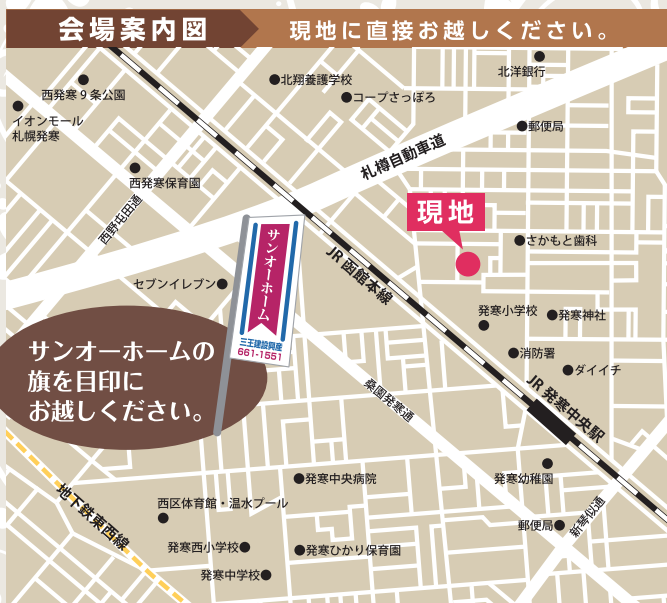 会場案内図
現地に直接お越しください。
北洋銀行
北翔養護学校
西発寒9条公園
コープさっぽろ
イオンモール
札幌発寒
郵便局
札樽自動車道
西発寒保育園
現地
西野屯田通
サンオーホーム
さかもと歯科
JR 函館本線
セブンイレブン
発寒小学校
発寒神社
三王建設興産
661-1551
サンオーホームの
旗を目印に
お越しください。
消防署
ダイイチ
桑園発寒通
JR 発寒中央駅
発寒中央病院
発寒幼稚園
地下鉄東西線
西区体育館・温水プール
郵便局
新琴似通
発寒西小学校
発寒ひかり保育園
発寒中学校